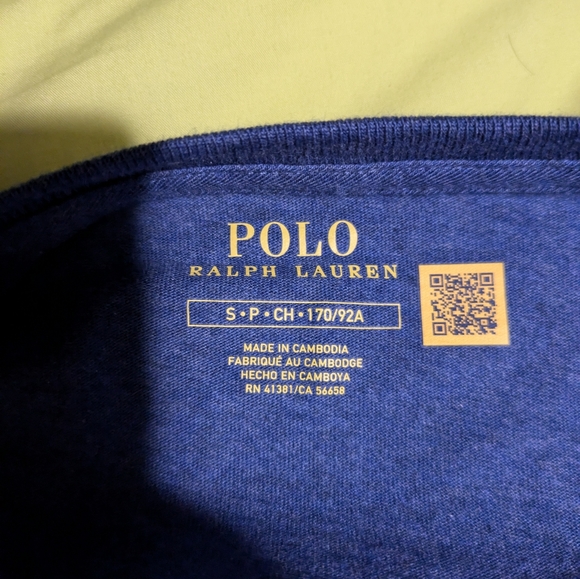 POLO
RALPH LAUREN
S • P • CH • 170/92A
MADE IN CAMBODIA
FABRIQUÉ AU CAMBODGE
HECHO EN CAMBOYA
RN 41381/CA 56658